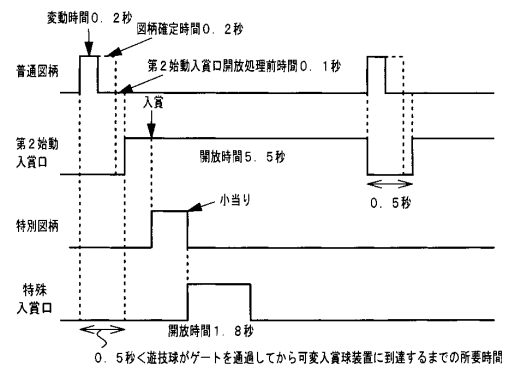 変動時間０．２秒
図柄確定時間０．２秒
普通図柄
第２始動入賞口開放処理前時間０．１秒
入賞
第２始動
入賞口
開放時間５．５秒
０．５秒
小当り
特別図柄
特殊
入賞口
開放時間１．８秒
０．５秒＜遊技球がゲートを通過してから可変入賞球装置に到達するまでの所要時間